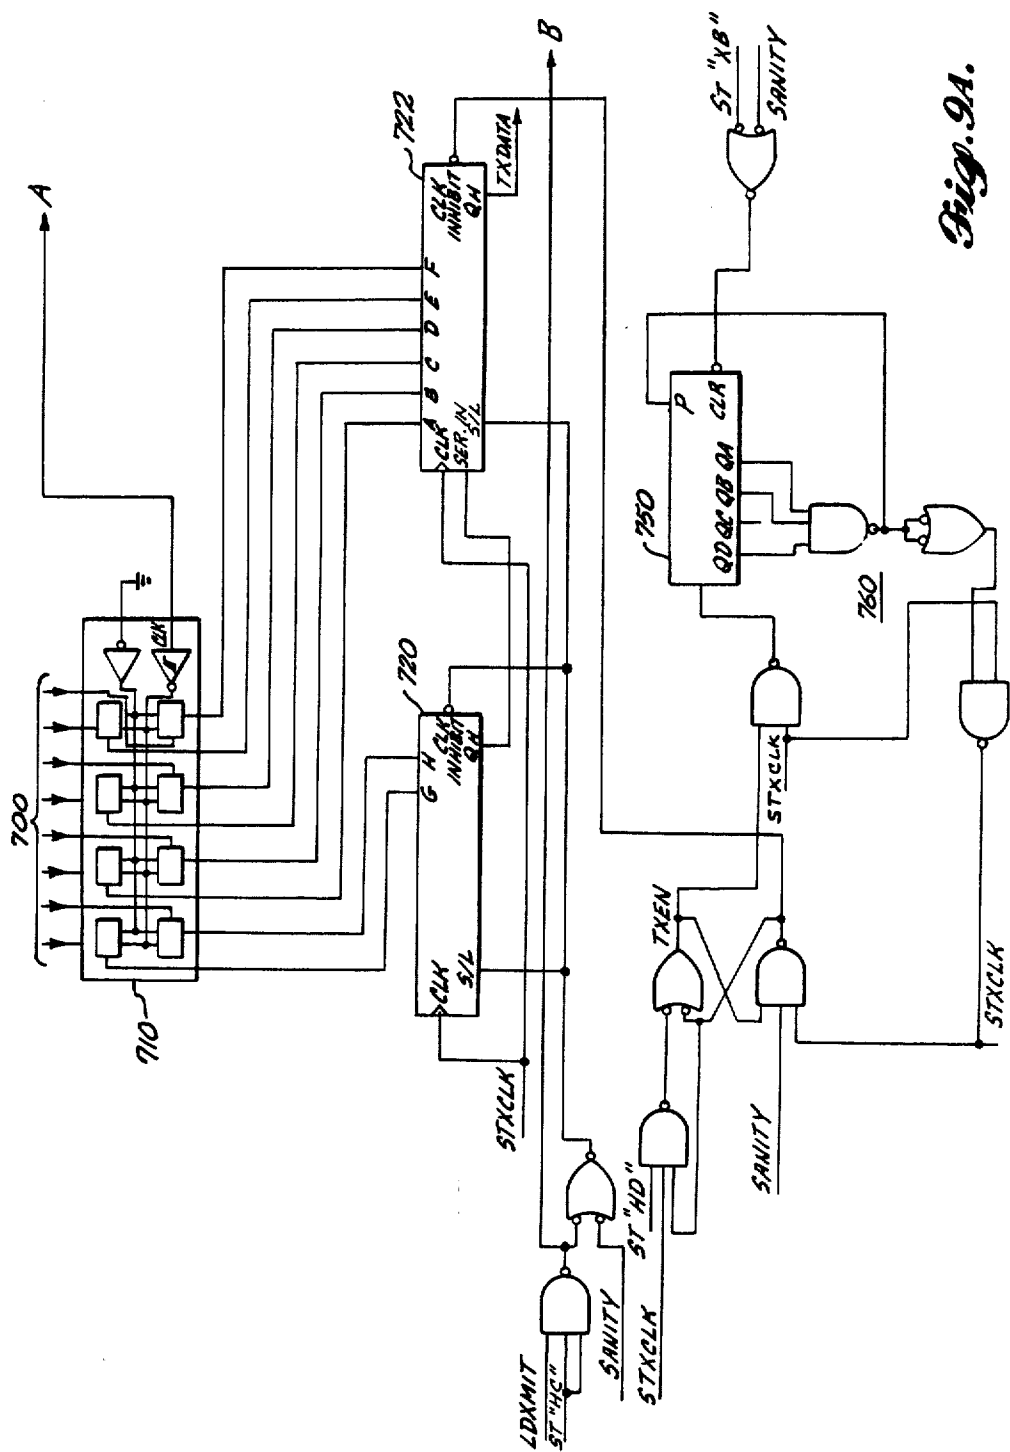 A
700
710
CLK
722
CLK
INHIBIT
QH
TXDATA
A B C D E F
CLK
SER. IN
S/L
B
720
G H
CLK
INHIBIT
QH
CLK
S/L
STXCLK
LDXMIT
ST "HC"
SANITY
ST "HD"
STXCLK
TXEN
SANITY
STXCLK
STXCLK
750
P
CLR
QD QC QB QA
760
ST "XB"
SANITY
Fig. 9A.